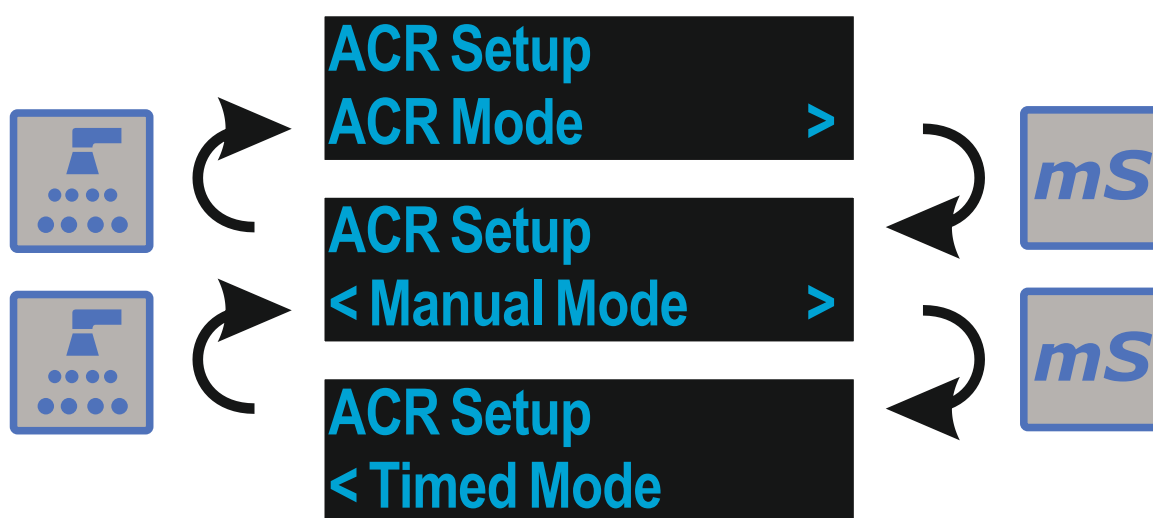 ACR Setup
ACR Mode >
mS
ACR Setup
< Manual Mode >
mS
ACR Setup
< Timed Mode